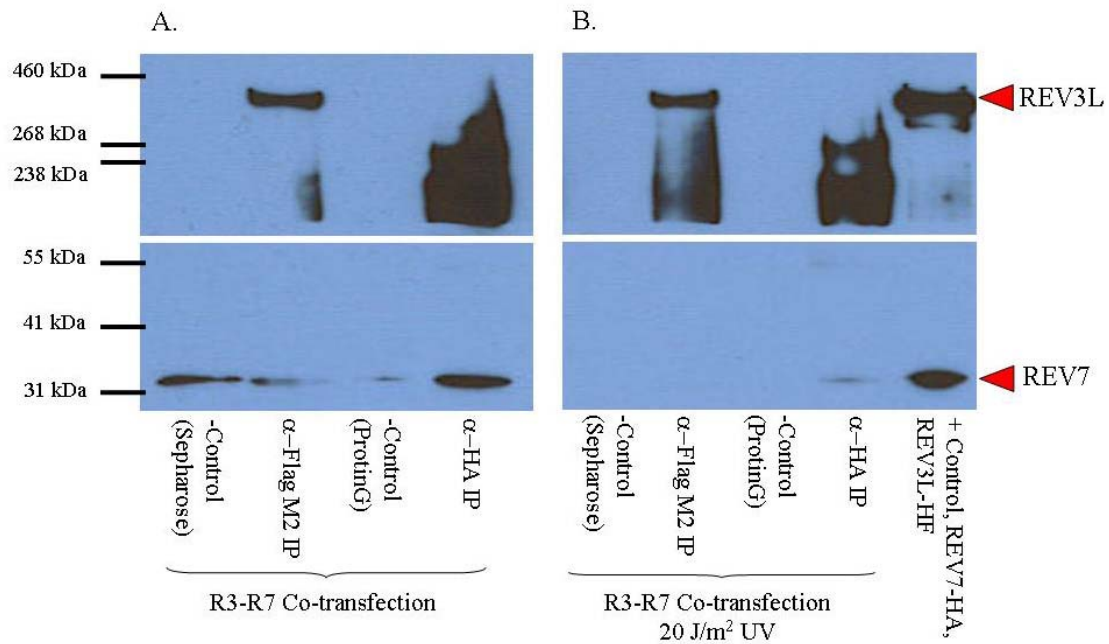 A.
B.
460 kDa
268 kDa
238 kDa
REV3L
55 kDa
41 kDa
31 kDa
REV7
-Control
(Sepharose)
α–Flag M2 IP
-Control
(ProtinG)
α–HA IP
-Control
(Sepharose)
α–Flag M2 IP
-Control
(ProtinG)
α–HA IP
+ Control, REV7-HA,
REV3L-HF
R3-R7 Co-transfection
R3-R7 Co-transfection
20 J/m² UV